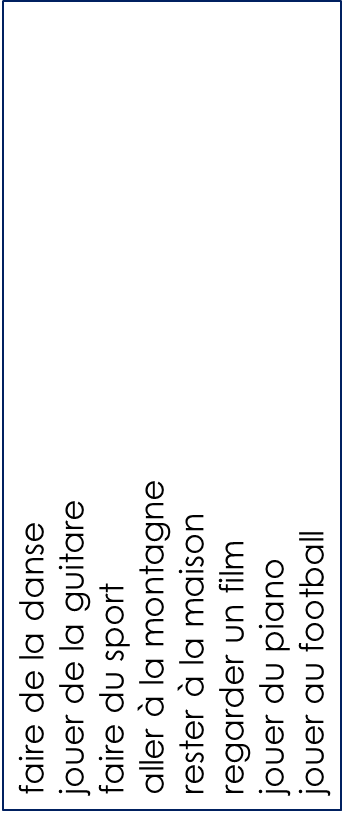 faire de la danse
jouer de la guitare
faire du sport
aller à la montagne
rester à la maison
regarder un film
jouer du piano
jouer au football